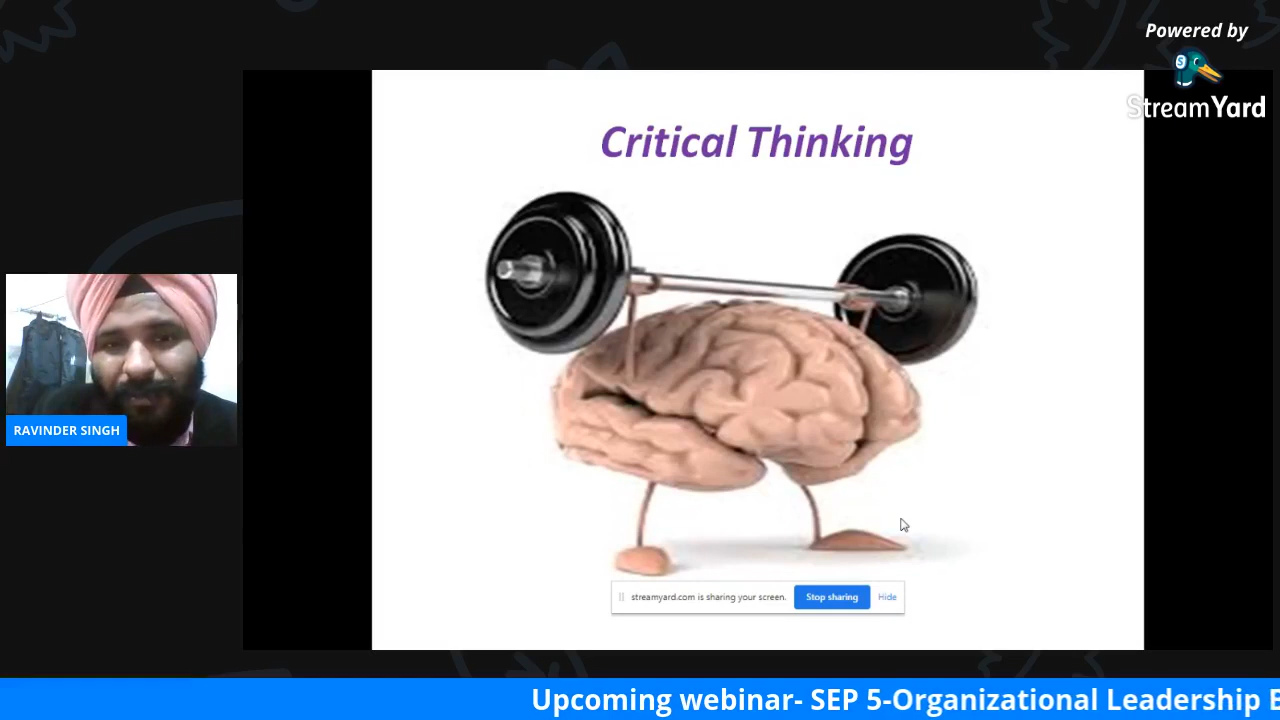 Powered by
StreamYard
Critical Thinking
RAVINDER SINGH
streamyard.com is sharing your screen.
Stop sharing
Hide
Upcoming webinar- SEP 5-Organizational Leadership